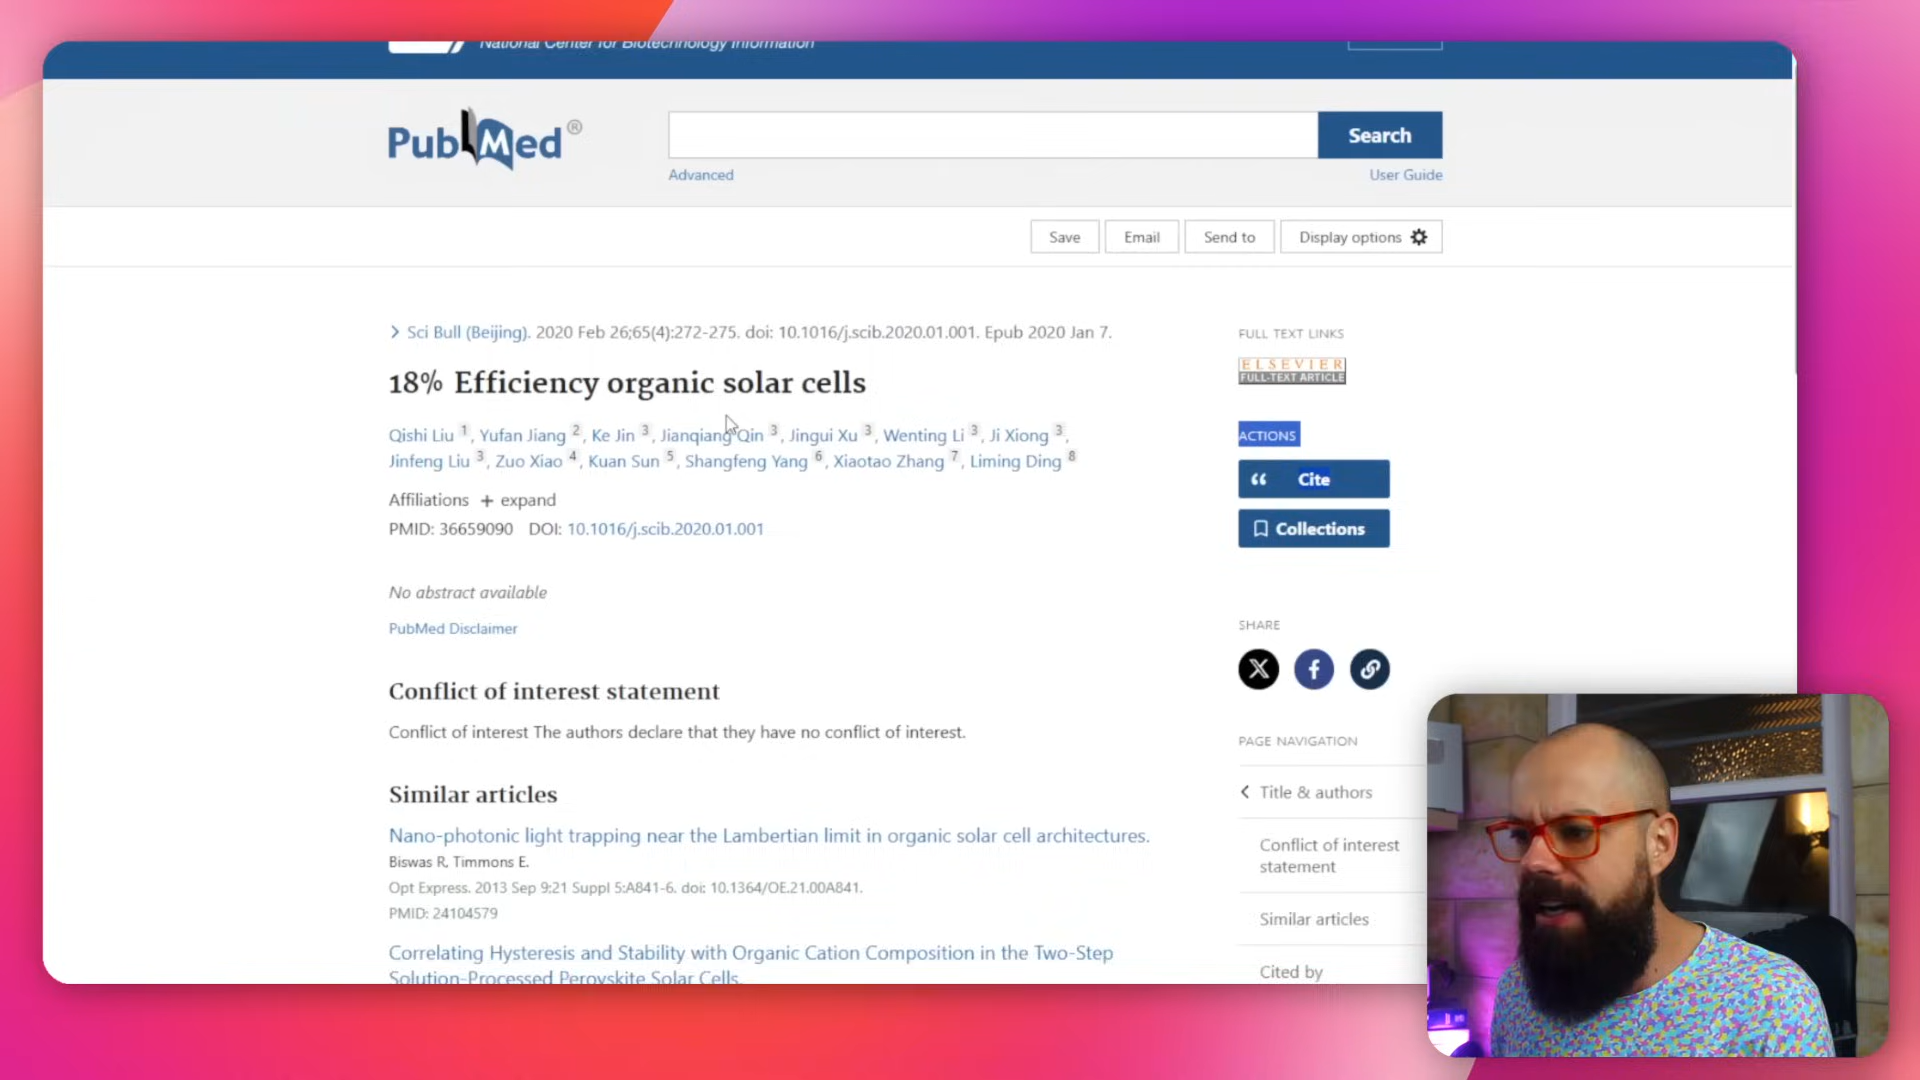 National Center for Biotechnology Information
PubMed®
Search
Advanced
User Guide
Save
Email
Send to
Display options
Sci Bull (Beijing). 2020 Feb 26;65(4):272-275. doi: 10.1016/j.scib.2020.01.001. Epub 2020 Jan 7.
18% Efficiency organic solar cells
Qishi Liu 1, Yufan Jiang 2, Ke Jin 3, Jianqiang Qin 3, Jingui Xu 3, Wenting Li 3, Ji Xiong 3,
Jinfeng Liu 3, Zuo Xiao 4, Kuan Sun 5, Shangfeng Yang 6, Xiaotao Zhang 7, Liming Ding 8
Affiliations + expand
PMID: 36659090 DOI: 10.1016/j.scib.2020.01.001
No abstract available
PubMed Disclaimer
Conflict of interest statement
Conflict of interest The authors declare that they have no conflict of interest.
Similar articles
Nano-photonic light trapping near the Lambertian limit in organic solar cell architectures.
Biswas R, Timmons E.
Opt Express. 2013 Sep 9;21 Suppl 5:A841-6. doi: 10.1364/OE.21.00A841.
PMID: 24104579
Correlating Hysteresis and Stability with Organic Cation Composition in the Two-Step
Solution-Processed Perovskite Solar Cells.
FULL TEXT LINKS
ELSEVIER
FULL-TEXT ARTICLE
ACTIONS
“ Cite
Collections
SHARE
X
f
PAGE NAVIGATION
Title & authors
Conflict of interest
statement
Similar articles
Cited by